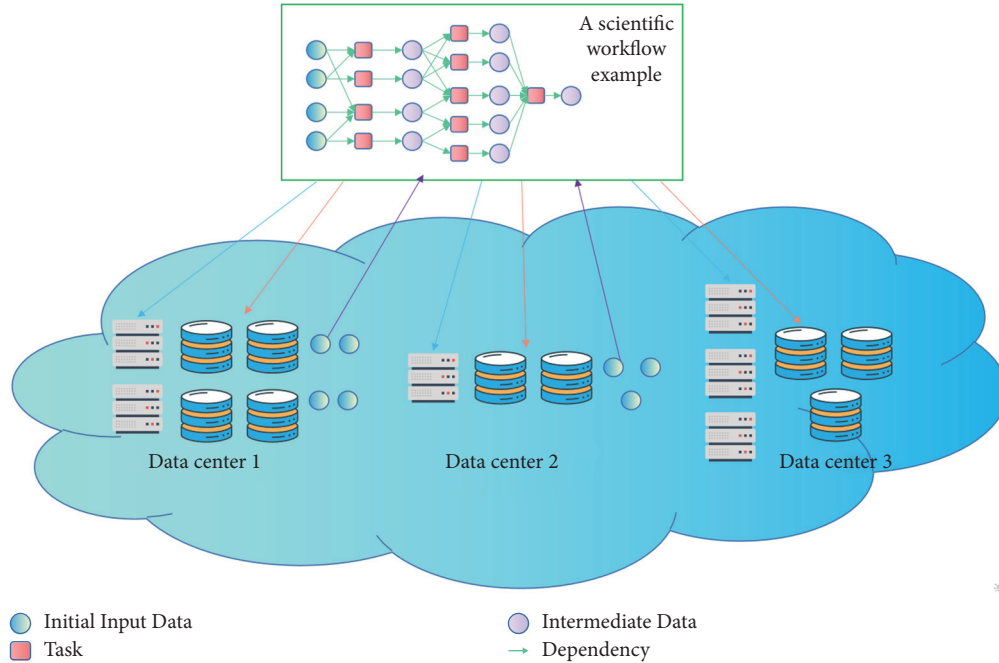 A scientific
workflow
example
Data center 1
Data center 2
Data center 3
Initial Input Data
Intermediate Data
Task
Dependency